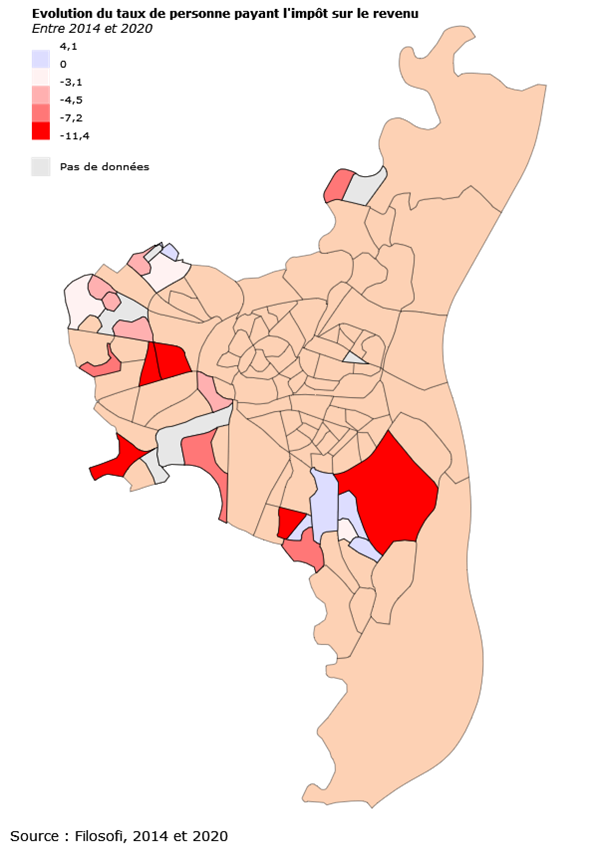 Evolution du taux de personne payant l'impôt sur le revenu
Entre 2014 et 2020
4,1
0
-3,1
-4,5
-7,2
-11,4
Pas de données
Source : Filosofi, 2014 et 2020